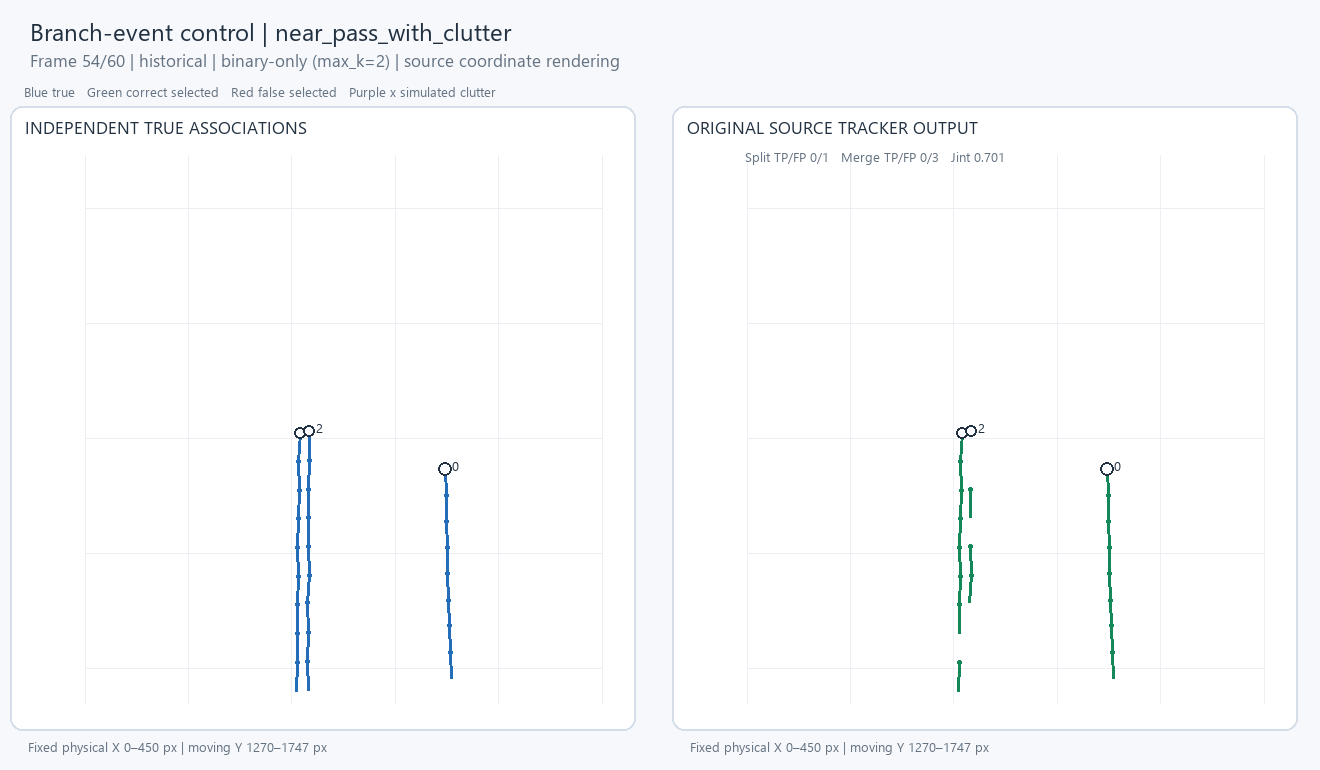 Branch-event control | near_pass_with_clutter
Frame 54/60 | historical | binary-only (max_k=2) | source coordinate rendering
Blue true Green correct selected Red false selected Purple x simulated clutter
INDEPENDENT TRUE ASSOCIATIONS
2
0
Fixed physical X 0–450 px | moving Y 1270–1747 px
ORIGINAL SOURCE TRACKER OUTPUT
Split TP/FP 0/1 Merge TP/FP 0/3 Jint 0.701
2
0
Fixed physical X 0–450 px | moving Y 1270–1747 px